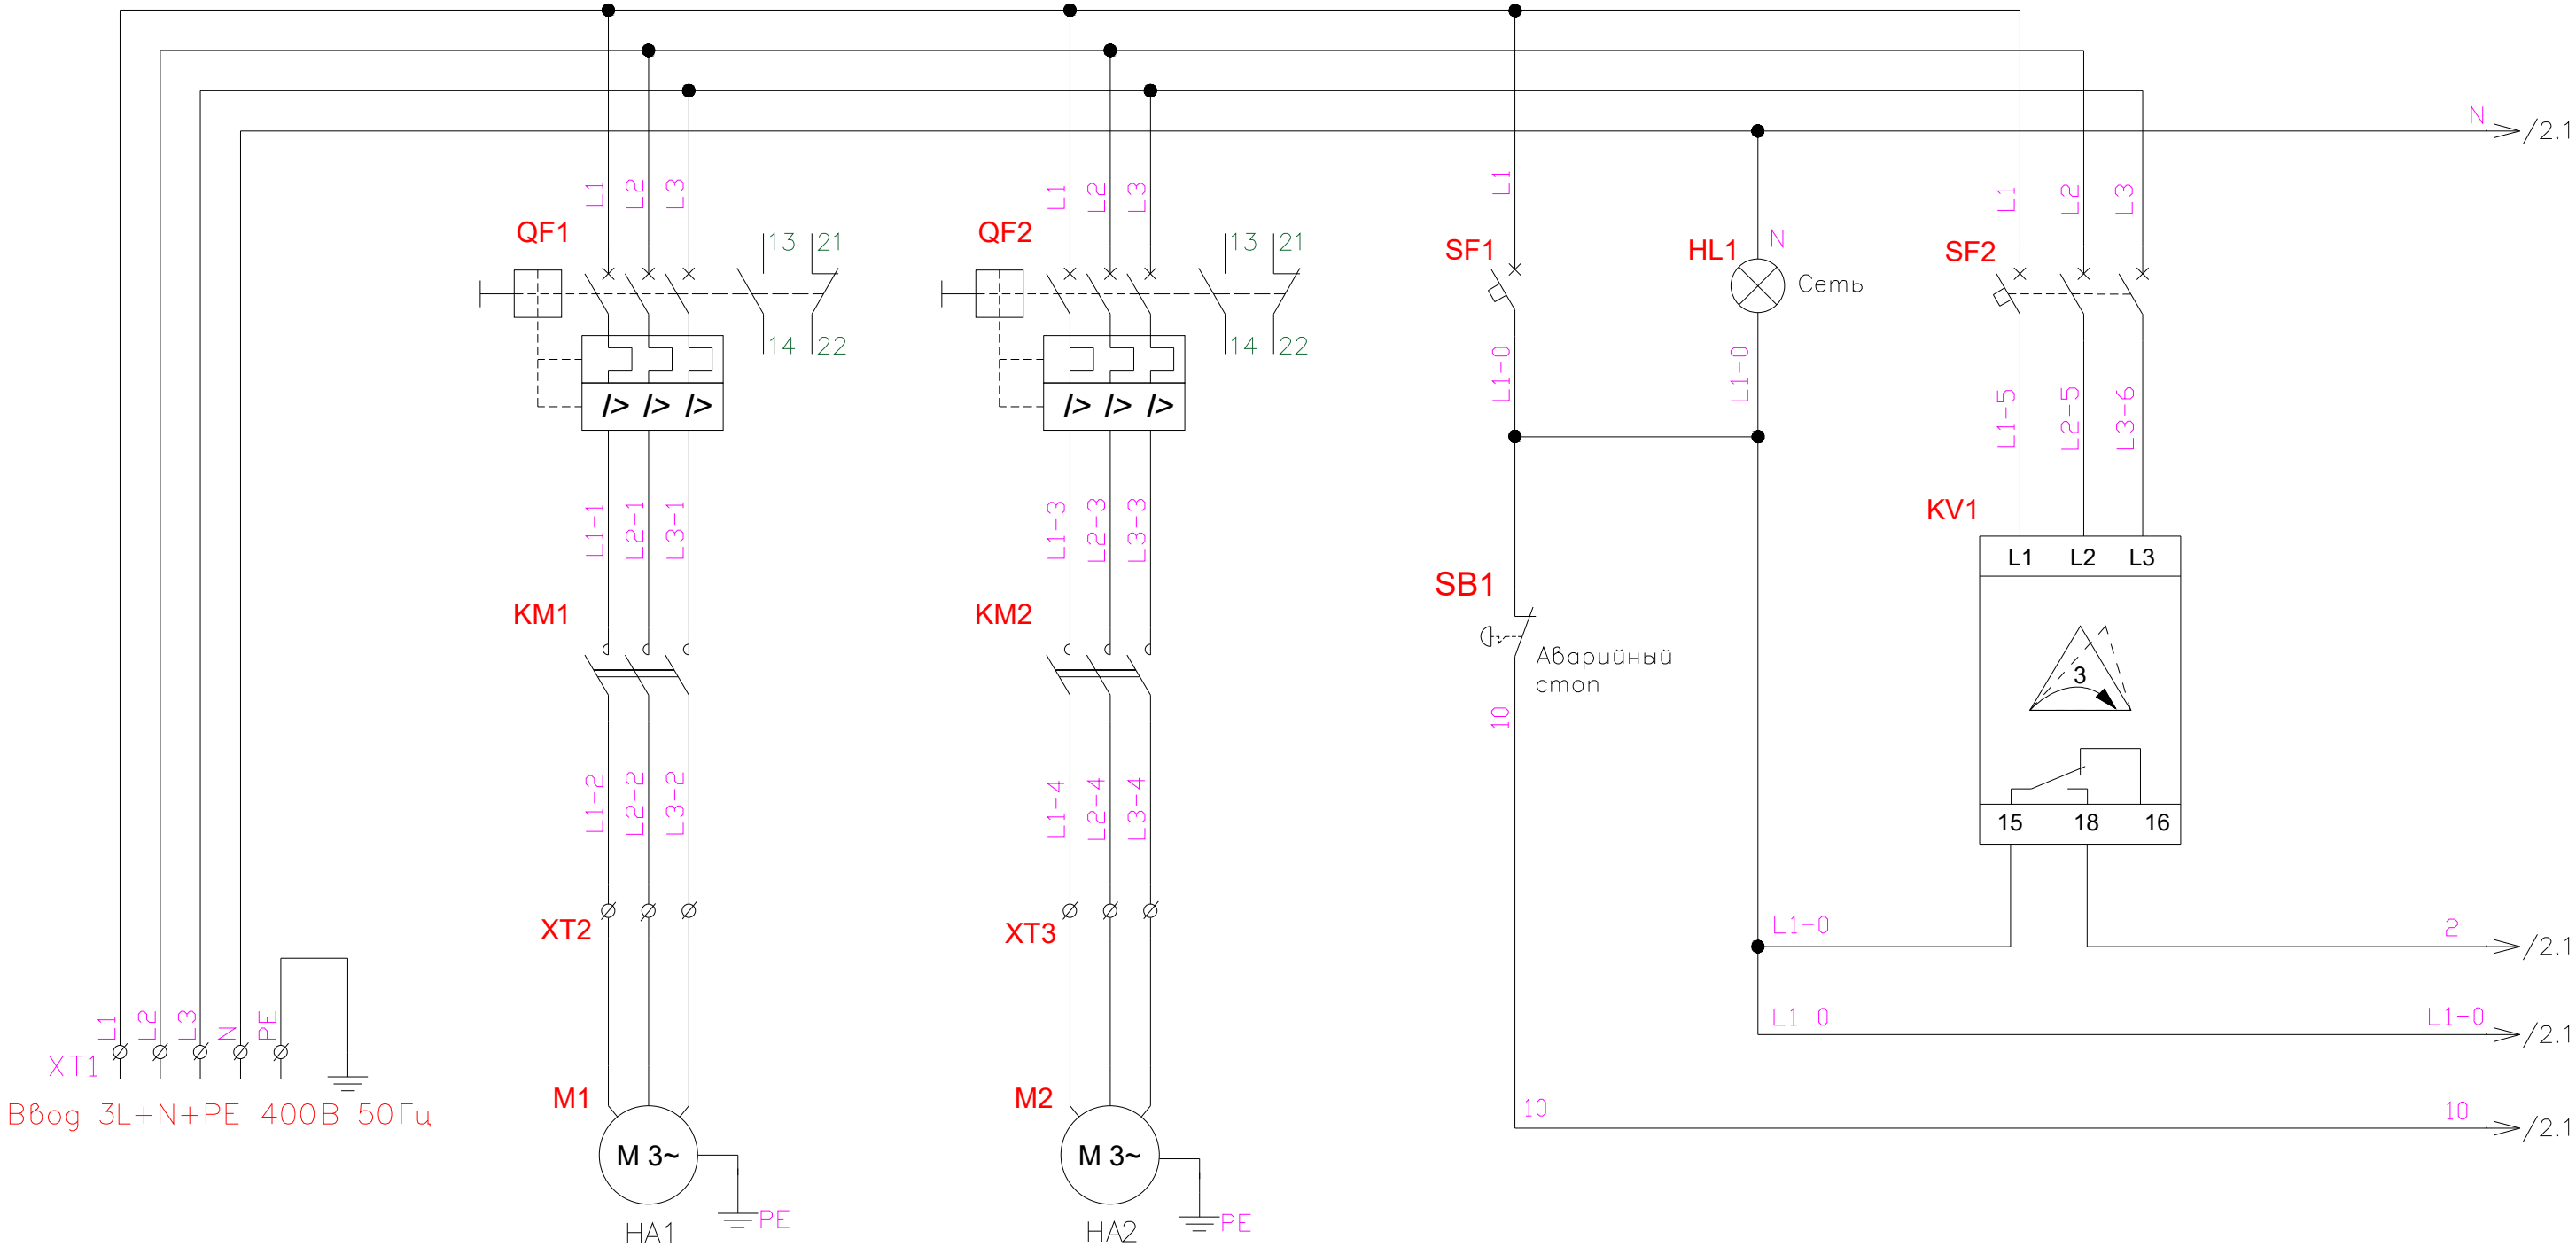 N
/2.1
L1
L2
L3
L1
L2
L3
L1
L1
L2
L3
QF1
13
21
QF2
13
21
SF1
HL1
N
Сеть
SF2
14
22
14
22
I>
I>
I>
I>
I>
I>
L1-0
L1-0
L1-5
L2-5
L3-6
L1-1
L2-1
L3-1
L1-3
L2-3
L3-3
KV1
L1
L2
L3
KM1
KM2
SB1
Аварийный
стоп
10
3
L1-2
L2-2
L3-2
L1-4
L2-4
L3-4
15
18
16
XT2
XT3
L1-0
2
/2.1
L1
L2
L3
N
PE
XT1
L1-0
L1-0
/2.1
Ввод 3L+N+PE 400В 50Гц
M1
M2
10
10
/2.1
M 3~
M 3~
PE
PE
НА1
НА2